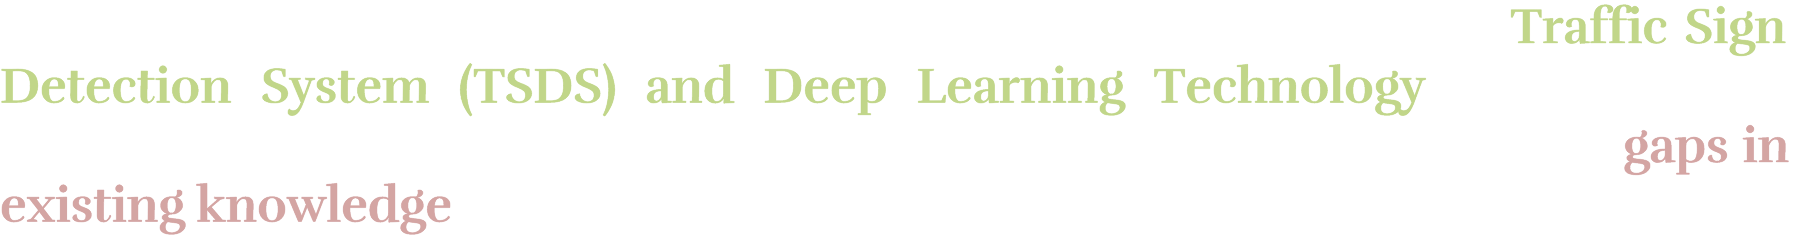 Traffic Sign
Detection System (TSDS) and Deep Learning Technology
gaps in
existing knowledge